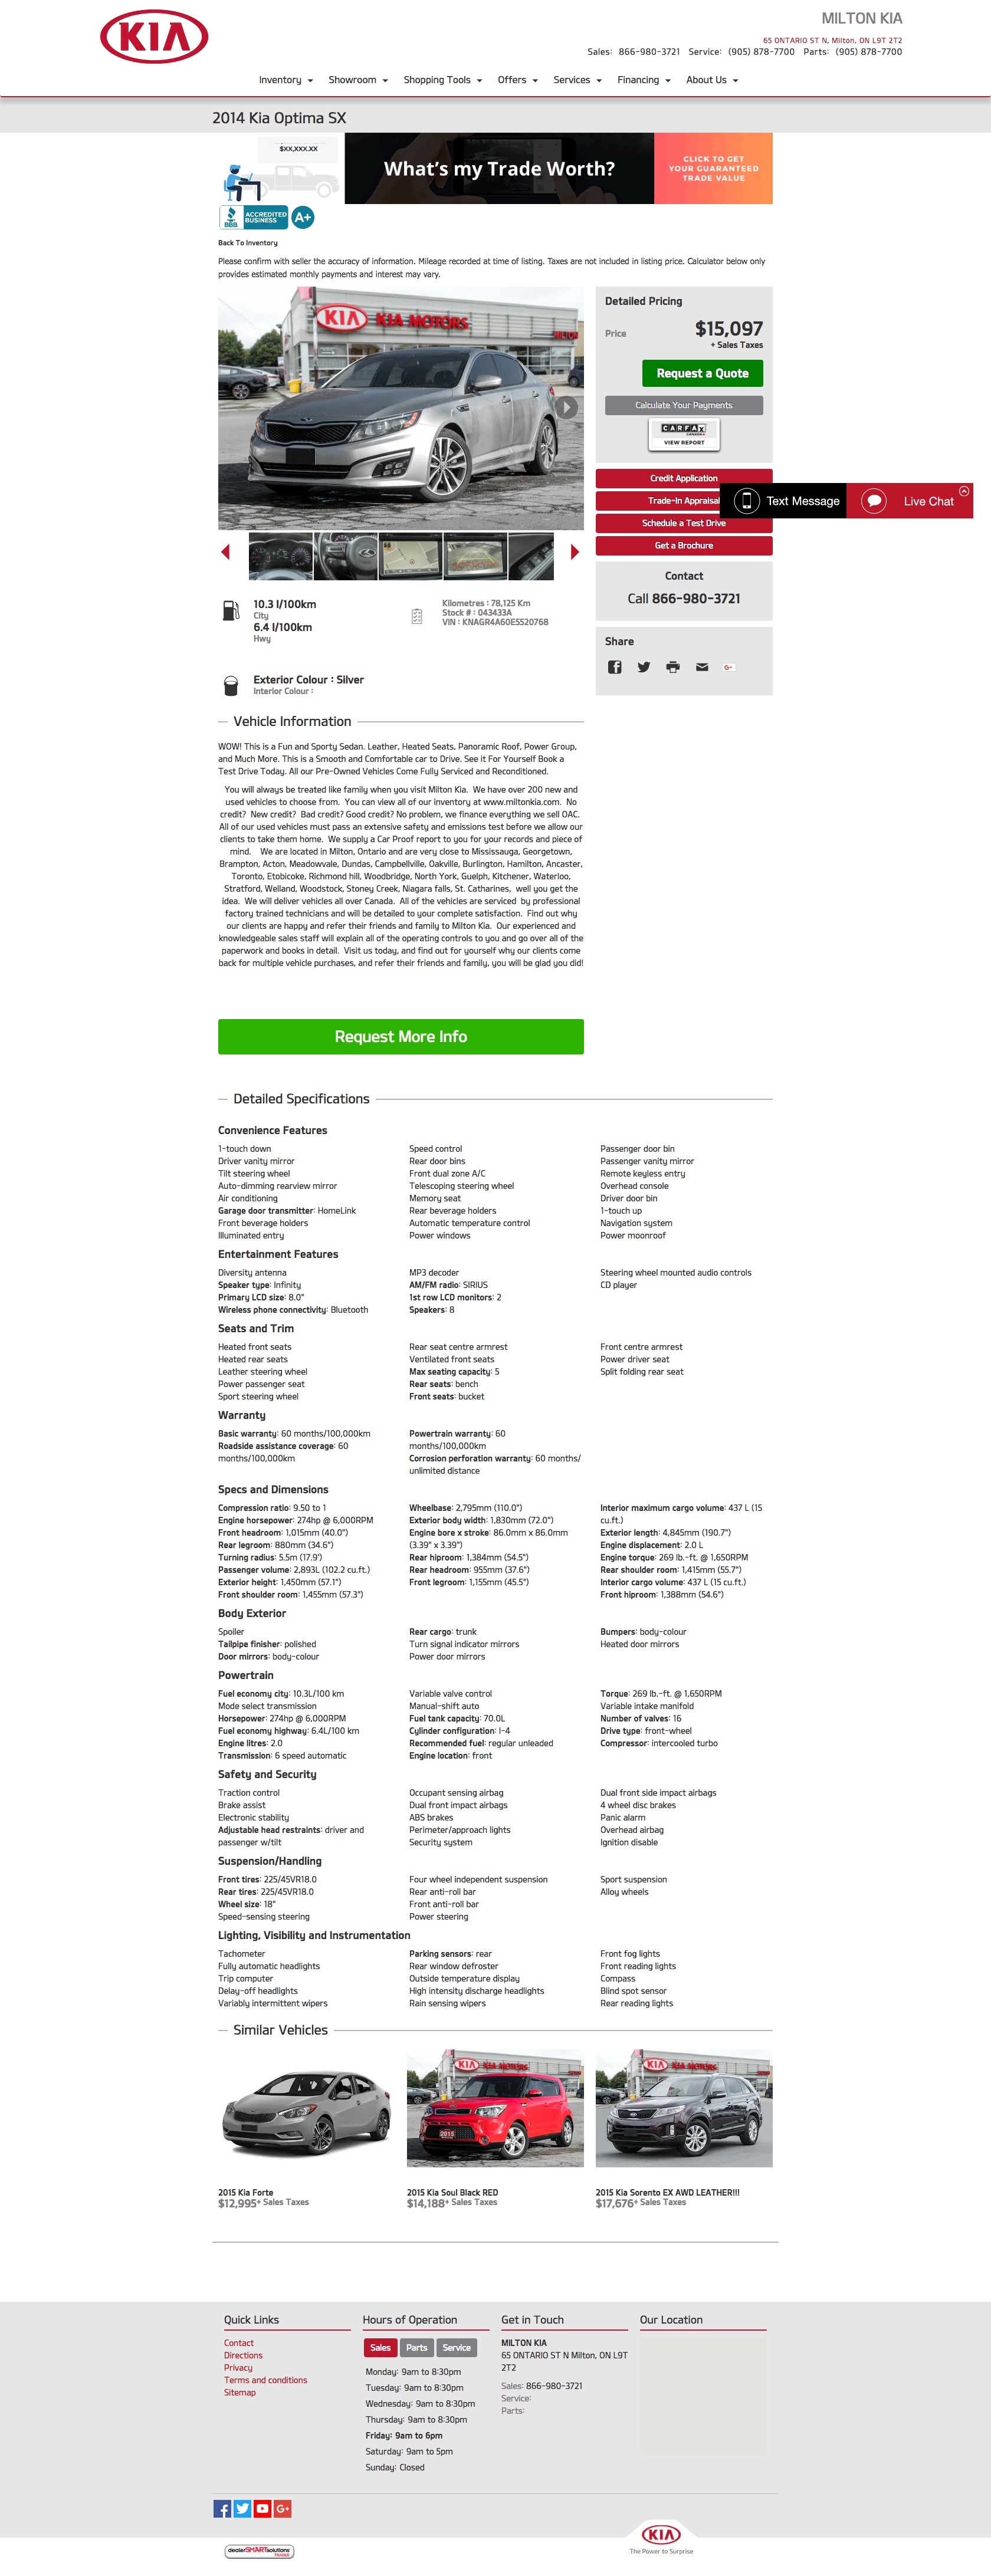 KIA
MILTON KIA
65 ONTARIO ST N, Milton, ON L9T 2T2
Sales: 866-980-3721 Service: (905) 878-7700 Parts: (905) 878-7700
Inventory Showroom Shopping Tools Offers Services Financing About Us
2014 Kia Optima SX
$XX,XXX.XX
What's my Trade Worth?
CLICK TO GET
YOUR GUARANTEED
TRADE VALUE
BBB. ACCREDITED BUSINESS A+
Back To Inventory
Please confirm with seller the accuracy of information. Mileage recorded at time of listing. Taxes are not included in listing price. Calculator below only
provides estimated monthly payments and interest may vary.
KIA KIA MOTORS MILTON
Detailed Pricing
Price $15,097
+ Sales Taxes
Request a Quote
Calculate Your Payments
CARFAX
CANADA
VIEW REPORT
Credit Application
Trade-In Appraisal
Text Message
Live Chat
Schedule a Test Drive
Get a Brochure
Contact
Call 866-980-3721
Share
G+
10.3 l/100km
City
6.4 l/100km
Hwy
Kilometres : 78,125 Km
Stock # : 043433A
VIN : KNAGR4A60E5520768
Exterior Colour : Silver
Interior Colour :
Vehicle Information
WOW! This is a Fun and Sporty Sedan. Leather, Heated Seats, Panoramic Roof, Power Group,
and Much More. This is a Smooth and Comfortable car to Drive. See it For Yourself Book a
Test Drive Today. All our Pre-Owned Vehicles Come Fully Serviced and Reconditioned.
You will always be treated like family when you visit Milton Kia. We have over 200 new and
used vehicles to choose from. You can view all of our inventory at www.miltonkia.com. No
credit? New credit? Bad credit? Good credit? No problem, we finance everything we sell OAC.
All of our used vehicles must pass an extensive safety and emissions test before we allow our
clients to take them home. We supply a Car Proof report to you for your records and piece of
mind. We are located in Milton, Ontario and are very close to Mississauga, Georgetown,
Brampton, Acton, Meadowvale, Dundas, Campbellville, Oakville, Burlington, Hamilton, Ancaster,
Toronto, Etobicoke, Richmond hill, Woodbridge, North York, Guelph, Kitchener, Waterloo,
Stratford, Welland, Woodstock, Stoney Creek, Niagara falls, St. Catharines, well you get the
idea. We will deliver vehicles all over Canada. All of the vehicles are serviced by professional
factory trained technicians and will be detailed to your complete satisfaction. Find out why
our clients are happy and refer their friends and family to Milton Kia. Our experienced and
knowledgeable sales staff will explain all of the operating controls to you and go over all of the
paperwork and books in detail. Visit us today, and find out for yourself why our clients come
back for multiple vehicle purchases, and refer their friends and family, you will be glad you did!
Request More Info
Detailed Specifications
Convenience Features
1-touch down Speed control Passenger door bin
Driver vanity mirror Rear door bins Passenger vanity mirror
Tilt steering wheel Front dual zone A/C Remote keyless entry
Auto-dimming rearview mirror Telescoping steering wheel Overhead console
Air conditioning Memory seat Driver door bin
Garage door transmitter: HomeLink Rear beverage holders 1-touch up
Front beverage holders Automatic temperature control Navigation system
Illuminated entry Power windows Power moonroof
Entertainment Features
Diversity antenna MP3 decoder Steering wheel mounted audio controls
Speaker type: Infinity AM/FM radio: SIRIUS CD player
Primary LCD size: 8.0" 1st row LCD monitors: 2
Wireless phone connectivity: Bluetooth Speakers: 8
Seats and Trim
Heated front seats Rear seat centre armrest Front centre armrest
Heated rear seats Ventilated front seats Power driver seat
Leather steering wheel Max seating capacity: 5 Split folding rear seat
Power passenger seat Rear seats: bench
Sport steering wheel Front seats: bucket
Warranty
Basic warranty: 60 months/100,000km Powertrain warranty: 60
Roadside assistance coverage: 60 months/100,000km
months/100,000km Corrosion perforation warranty: 60 months/
unlimited distance
Specs and Dimensions
Compression ratio: 9.50 to 1 Wheelbase: 2,795mm (110.0") Interior maximum cargo volume: 437 L (15
Engine horsepower: 274hp @ 6,000RPM Exterior body width: 1,830mm (72.0") cu.ft.)
Front headroom: 1,015mm (40.0") Engine bore x stroke: 86.0mm x 86.0mm Exterior length: 4,845mm (190.7")
Rear legroom: 880mm (34.6") (3.39" x 3.39") Engine displacement: 2.0 L
Turning radius: 5.5m (17.9') Rear hiproom: 1,384mm (54.5") Engine torque: 269 lb.-ft. @ 1,650RPM
Passenger volume: 2,893L (102.2 cu.ft.) Rear headroom: 955mm (37.6") Rear shoulder room: 1,415mm (55.7")
Exterior height: 1,450mm (57.1") Front legroom: 1,155mm (45.5") Interior cargo volume: 437 L (15 cu.ft.)
Front shoulder room: 1,455mm (57.3") Front hiproom: 1,388mm (54.6")
Body Exterior
Spoiler Rear cargo: trunk Bumpers: body-colour
Tailpipe finisher: polished Turn signal indicator mirrors Heated door mirrors
Door mirrors: body-colour Power door mirrors
Powertrain
Fuel economy city: 10.3L/100 km Variable valve control Torque: 269 lb.-ft. @ 1,650RPM
Mode select transmission Manual-shift auto Variable intake manifold
Horsepower: 274hp @ 6,000RPM Fuel tank capacity: 70.0L Number of valves: 16
Fuel economy highway: 6.4L/100 km Cylinder configuration: I-4 Drive type: front-wheel
Engine litres: 2.0 Recommended fuel: regular unleaded Compressor: intercooled turbo
Transmission: 6 speed automatic Engine location: front
Safety and Security
Traction control Occupant sensing airbag Dual front side impact airbags
Brake assist Dual front impact airbags 4 wheel disc brakes
Electronic stability ABS brakes Panic alarm
Adjustable head restraints: driver and Perimeter/approach lights Overhead airbag
passenger w/tilt Security system Ignition disable
Suspension/Handling
Front tires: 225/45VR18.0 Four wheel independent suspension Sport suspension
Rear tires: 225/45VR18.0 Rear anti-roll bar Alloy wheels
Wheel size: 18" Front anti-roll bar
Speed-sensing steering Power steering
Lighting, Visibility and Instrumentation
Tachometer Parking sensors: rear Front fog lights
Fully automatic headlights Rear window defroster Front reading lights
Trip computer Outside temperature display Compass
Delay-off headlights High intensity discharge headlights Blind spot sensor
Variably intermittent wipers Rain sensing wipers Rear reading lights
Similar Vehicles
KIA KIA MOTORS
2015
KIA KIA MOTORS
2015 Kia Forte 2015 Kia Soul Black RED 2015 Kia Sorento EX AWD LEATHER!!!
$12,995+ Sales Taxes $14,188+ Sales Taxes $17,676+ Sales Taxes
Quick Links
Contact
Directions
Privacy
Terms and conditions
Sitemap
Hours of Operation
Sales Parts Service
Monday: 9am to 8:30pm
Tuesday: 9am to 8:30pm
Wednesday: 9am to 8:30pm
Thursday: 9am to 8:30pm
Friday: 9am to 6pm
Saturday: 9am to 5pm
Sunday: Closed
Get in Touch
MILTON KIA
65 ONTARIO ST N Milton, ON L9T
2T2
Sales: 866-980-3721
Service:
Parts:
Our Location
G+
dealerSMARTsolutions
KIA
The Power to Surprise